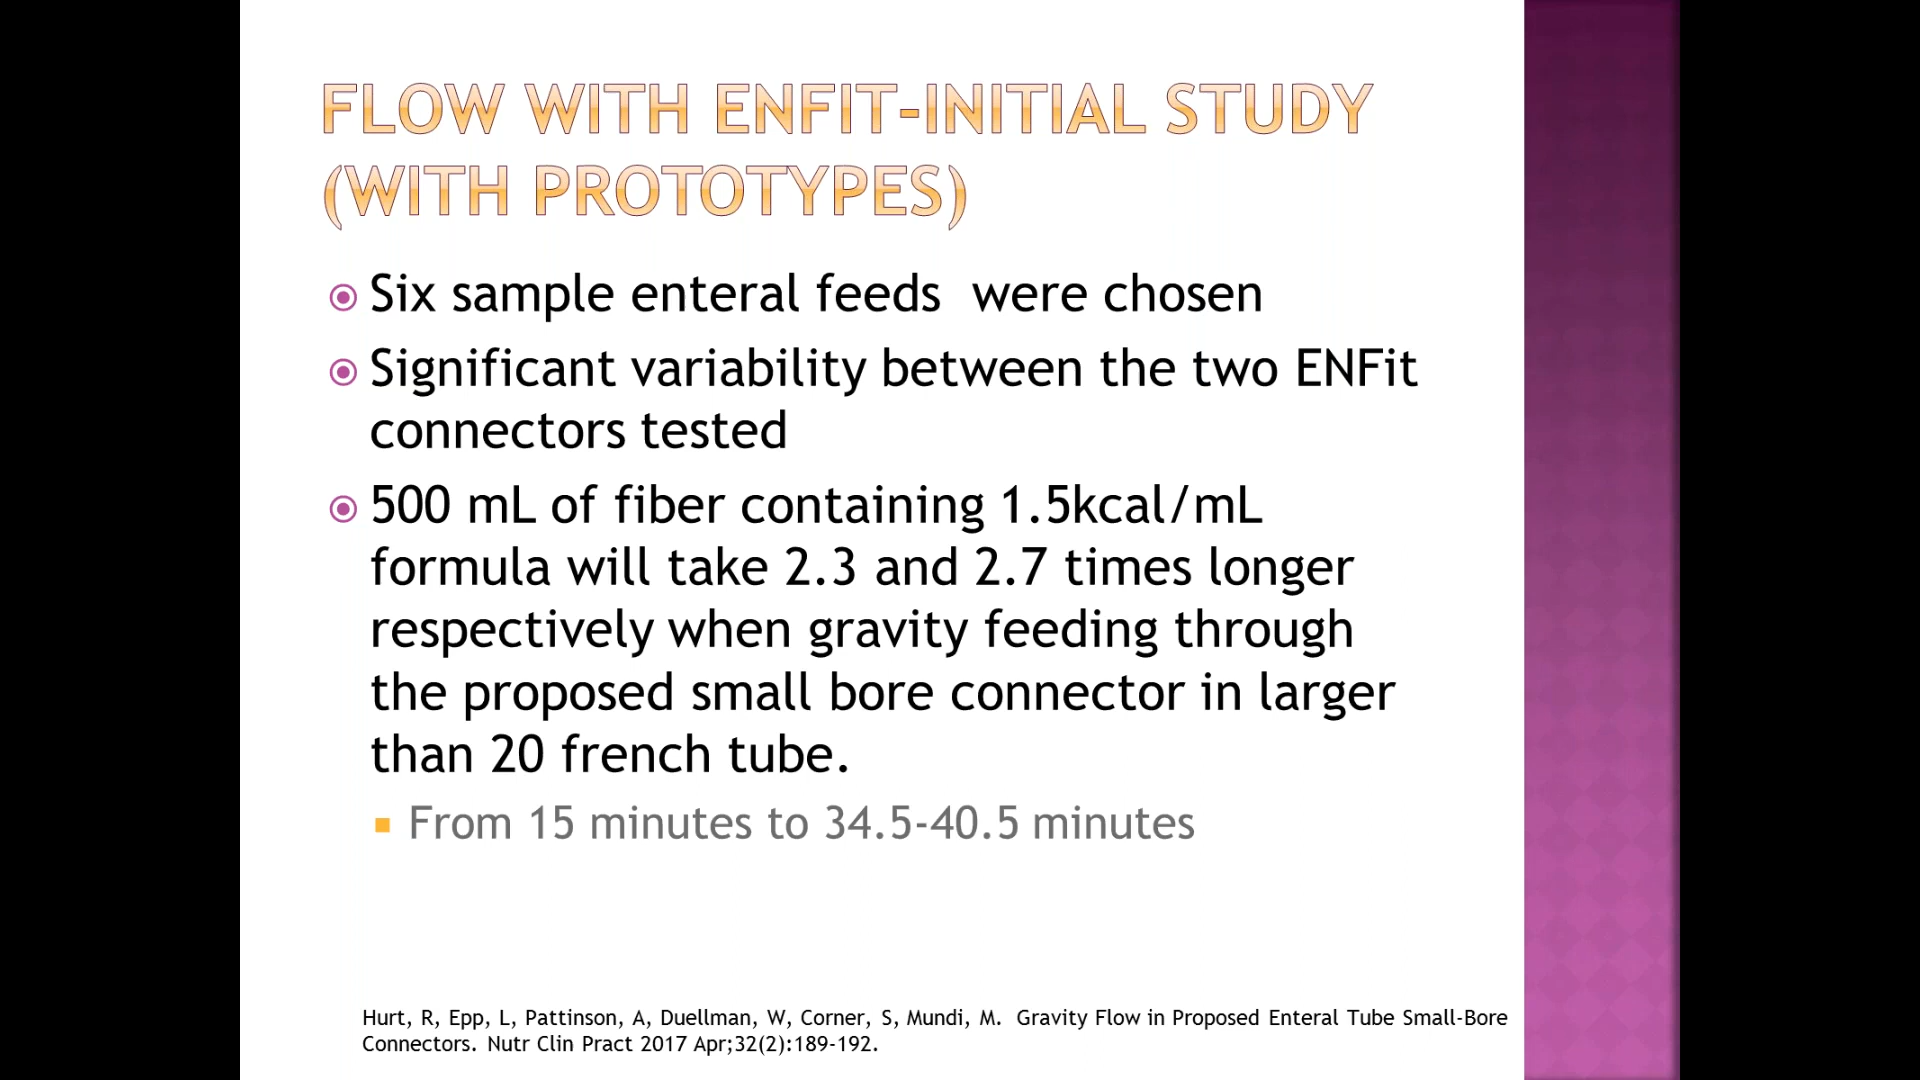 FLOW WITH ENFIT-INITIAL STUDY
(WITH PROTOTYPES)
Six sample enteral feeds were chosen
Significant variability between the two ENFit
connectors tested
500 mL of fiber containing 1.5kcal/mL
formula will take 2.3 and 2.7 times longer
respectively when gravity feeding through
the proposed small bore connector in larger
than 20 french tube.
From 15 minutes to 34.5-40.5 minutes
Hurt, R, Epp, L, Pattinson, A, Duellman, W, Corner, S, Mundi, M. Gravity Flow in Proposed Enteral Tube Small-Bore
Connectors. Nutr Clin Pract 2017 Apr;32(2):189-192.